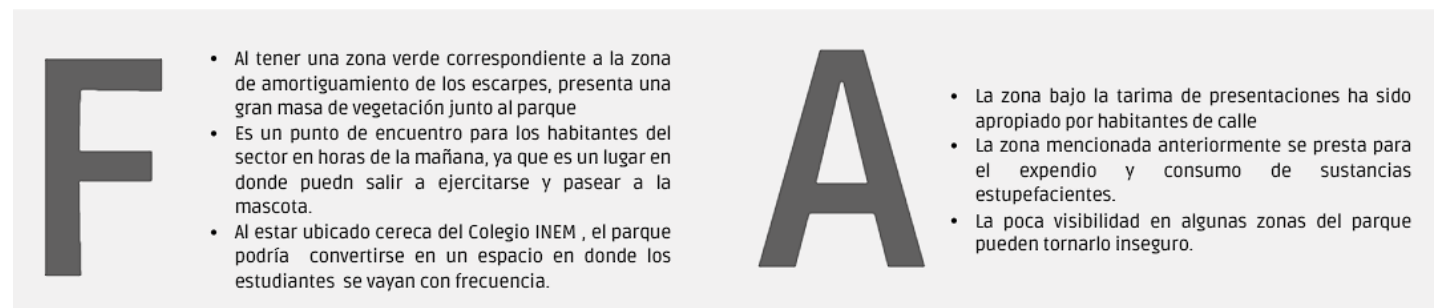 F
• Al tener una zona verde correspondiente a la zona
de amortiguamiento de los escarpes, presenta una
gran masa de vegetación junto al parque
• Es un punto de encuentro para los habitantes del
sector en horas de la mañana, ya que es un lugar en
donde puedn salir a ejercitarse y pasear a la
mascota.
• Al estar ubicado cereca del Colegio INEM , el parque
podría convertirse en un espacio en donde los
estudiantes se vayan con frecuencia.
A
• La zona bajo la tarima de presentaciones ha sido
apropiado por habitantes de calle
• La zona mencionada anteriormente se presta para
el expendio y consumo de sustancias
estupefacientes.
• La poca visibilidad en algunas zonas del parque
pueden tornarlo inseguro.